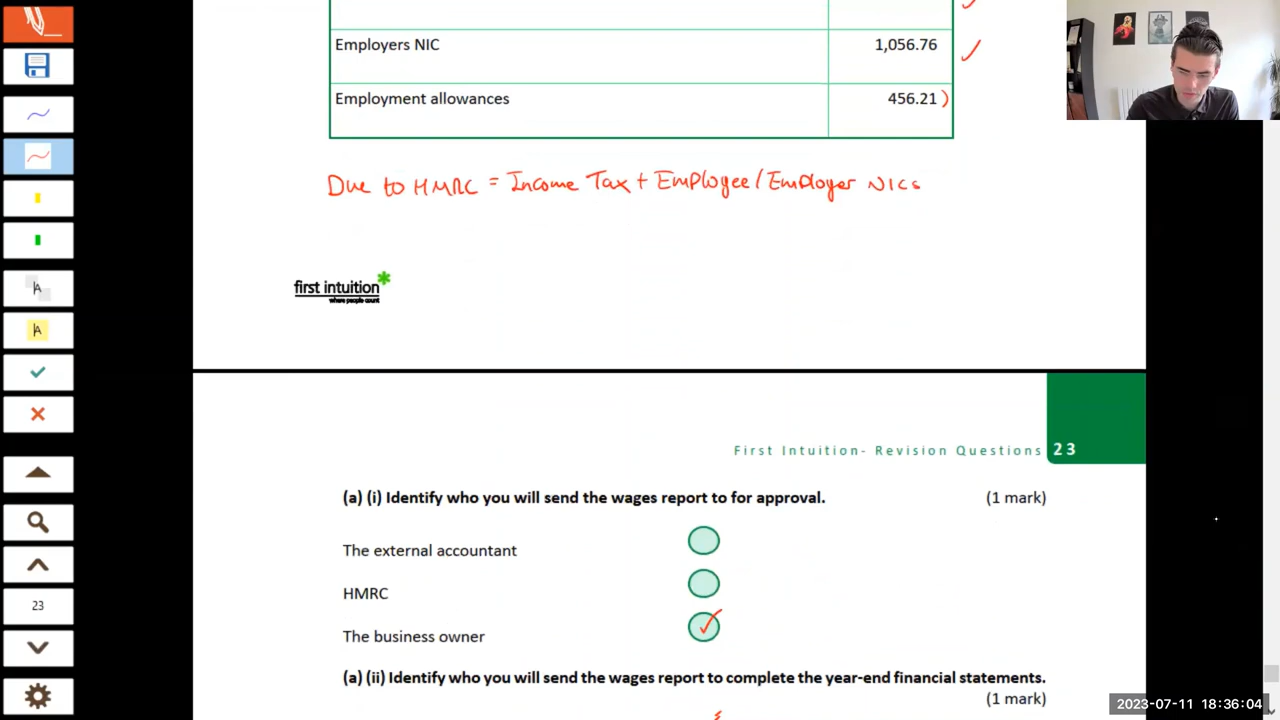 Employers NIC 1,056.76
Employment allowances 456.21)
Due to HMRC = Income Tax + Employee/Employer NICs
first intuition
where people count
First Intuition- Revision Questions 23
(a) (i) Identify who you will send the wages report to for approval. (1 mark)
The external accountant
HMRC
The business owner
(a) (ii) Identify who you will send the wages report to complete the year-end financial statements.
(1 mark)
A
A
23
2023-07-11 18:36:04